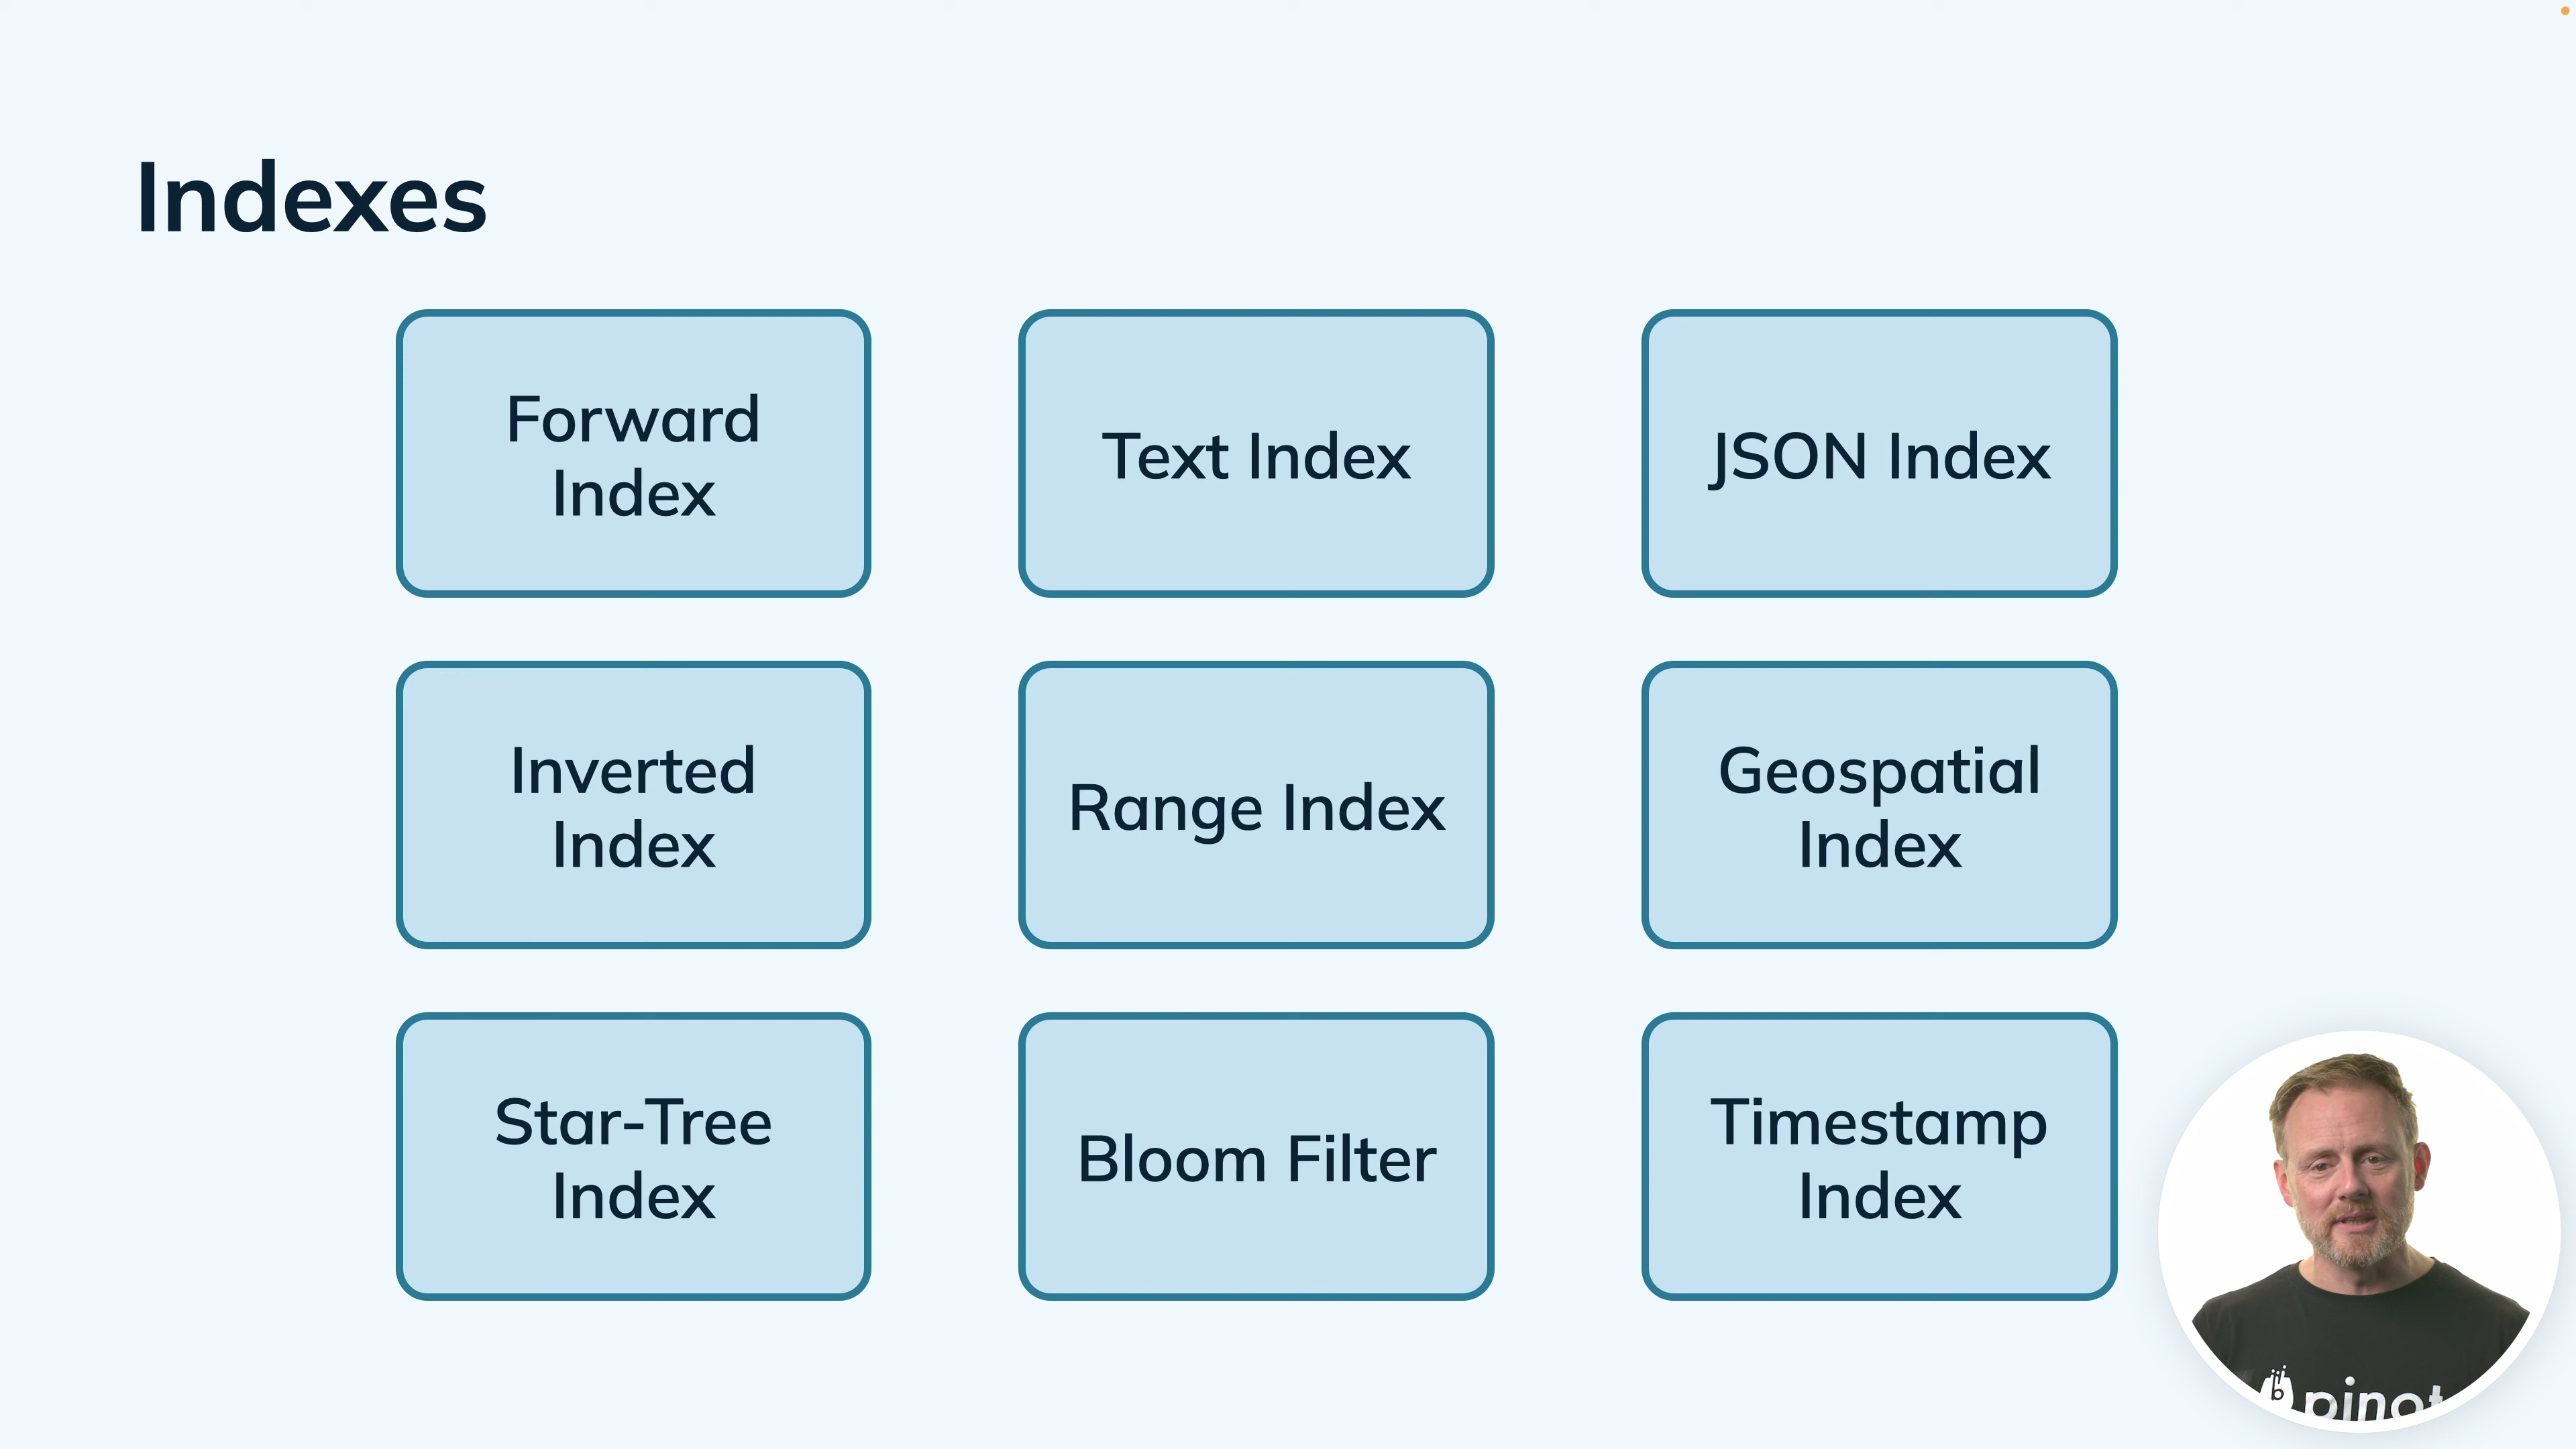 Indexes
Forward
Index
Text Index
JSON Index
Inverted
Index
Range Index
Geospatial
Index
Star-Tree
Index
Bloom Filter
Timestamp
Index
pinot